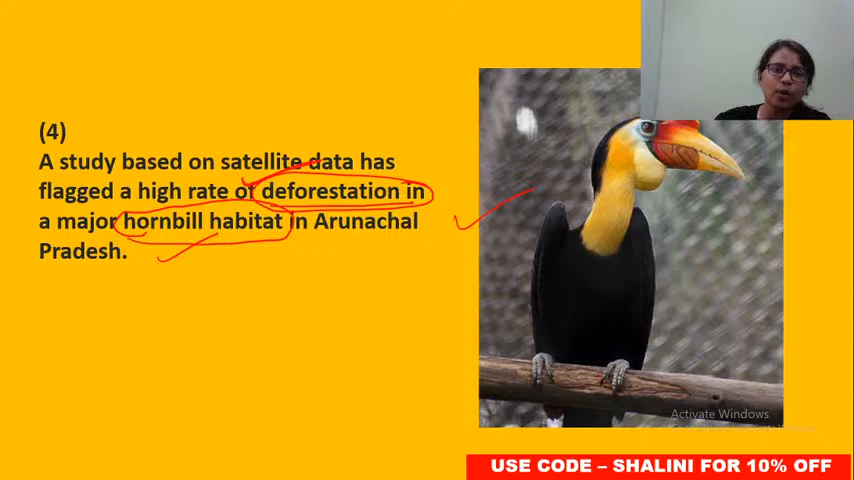 (4)
A study based on satellite data has
flagged a high rate of deforestation in
a major hornbill habitat in Arunachal
Pradesh.
Activate Windows
USE CODE – SHALINI FOR 10% OFF